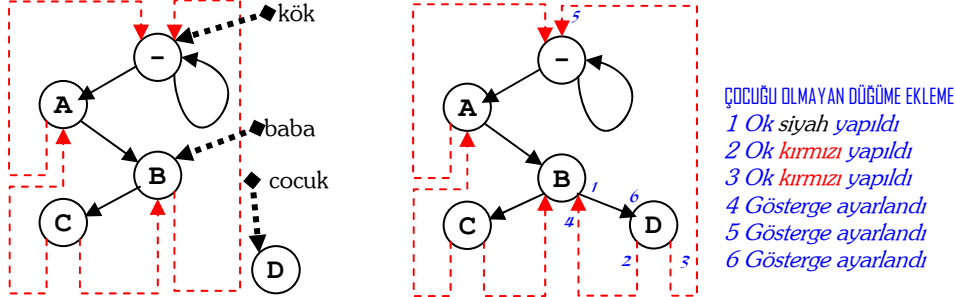 kök
-
A
baba
B
cocuk
C
D
5
-
A
B
1
6
4
C
D
2
3
ÇOCUĞU OLMAYAN DÜĞÜME EKLEME
1 Ok siyah yapıldı
2 Ok kırmızı yapıldı
3 Ok kırmızı yapıldı
4 Gösterge ayarlandı
5 Gösterge ayarlandı
6 Gösterge ayarlandı